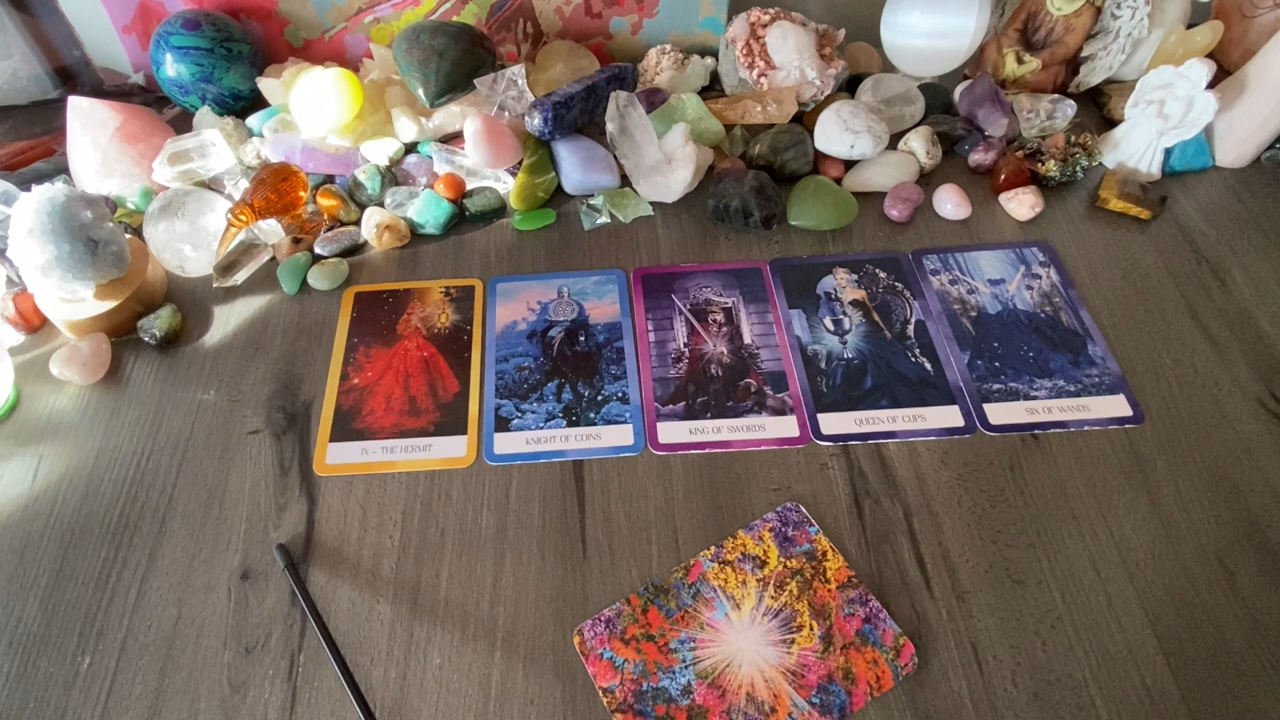 IX - THE HERMIT
KNIGHT OF COINS
KING OF SWORDS
QUEEN OF CUPS
SIX OF WANDS